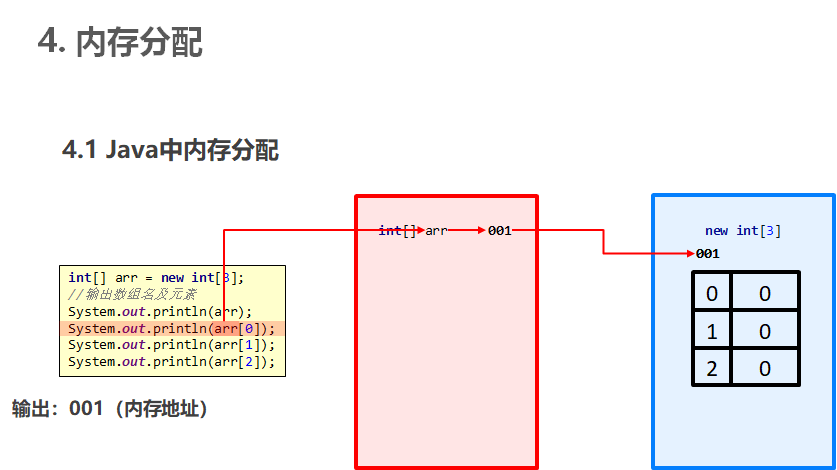 4. 内存分配
4.1 Java中内存分配
int[] arr = new int[3];
//输出数组名及元素
System.out.println(arr);
System.out.println(arr[0]);
System.out.println(arr[1]);
System.out.println(arr[2]);
输出：001（内存地址）
int[] arr 001
new int[3]
001
0 0
1 0
2 0